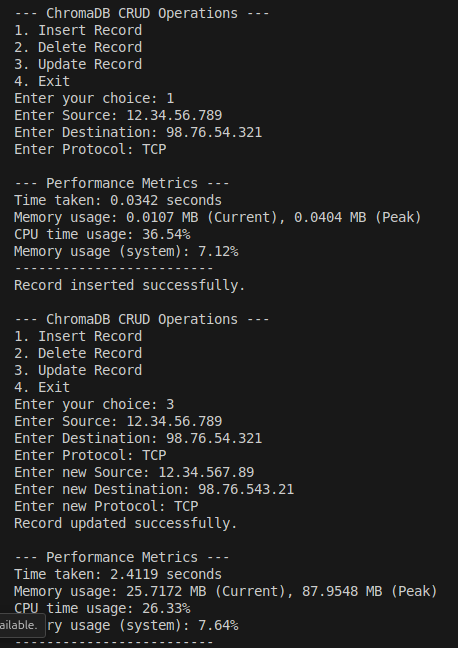 --- ChromaDB CRUD Operations ---
1. Insert Record
2. Delete Record
3. Update Record
4. Exit
Enter your choice: 1
Enter Source: 12.34.56.789
Enter Destination: 98.76.54.321
Enter Protocol: TCP
--- Performance Metrics ---
Time taken: 0.0342 seconds
Memory usage: 0.0107 MB (Current), 0.0404 MB (Peak)
CPU time usage: 36.54%
Memory usage (system): 7.12%
-------------------------
Record inserted successfully.
--- ChromaDB CRUD Operations ---
1. Insert Record
2. Delete Record
3. Update Record
4. Exit
Enter your choice: 3
Enter Source: 12.34.56.789
Enter Destination: 98.76.54.321
Enter Protocol: TCP
Enter new Source: 12.34.567.89
Enter new Destination: 98.76.543.21
Enter new Protocol: TCP
Record updated successfully.
--- Performance Metrics ---
Time taken: 2.4119 seconds
Memory usage: 25.7172 MB (Current), 87.9548 MB (Peak)
CPU time usage: 26.33%
ailable. ry usage (system): 7.64%
-------------------------